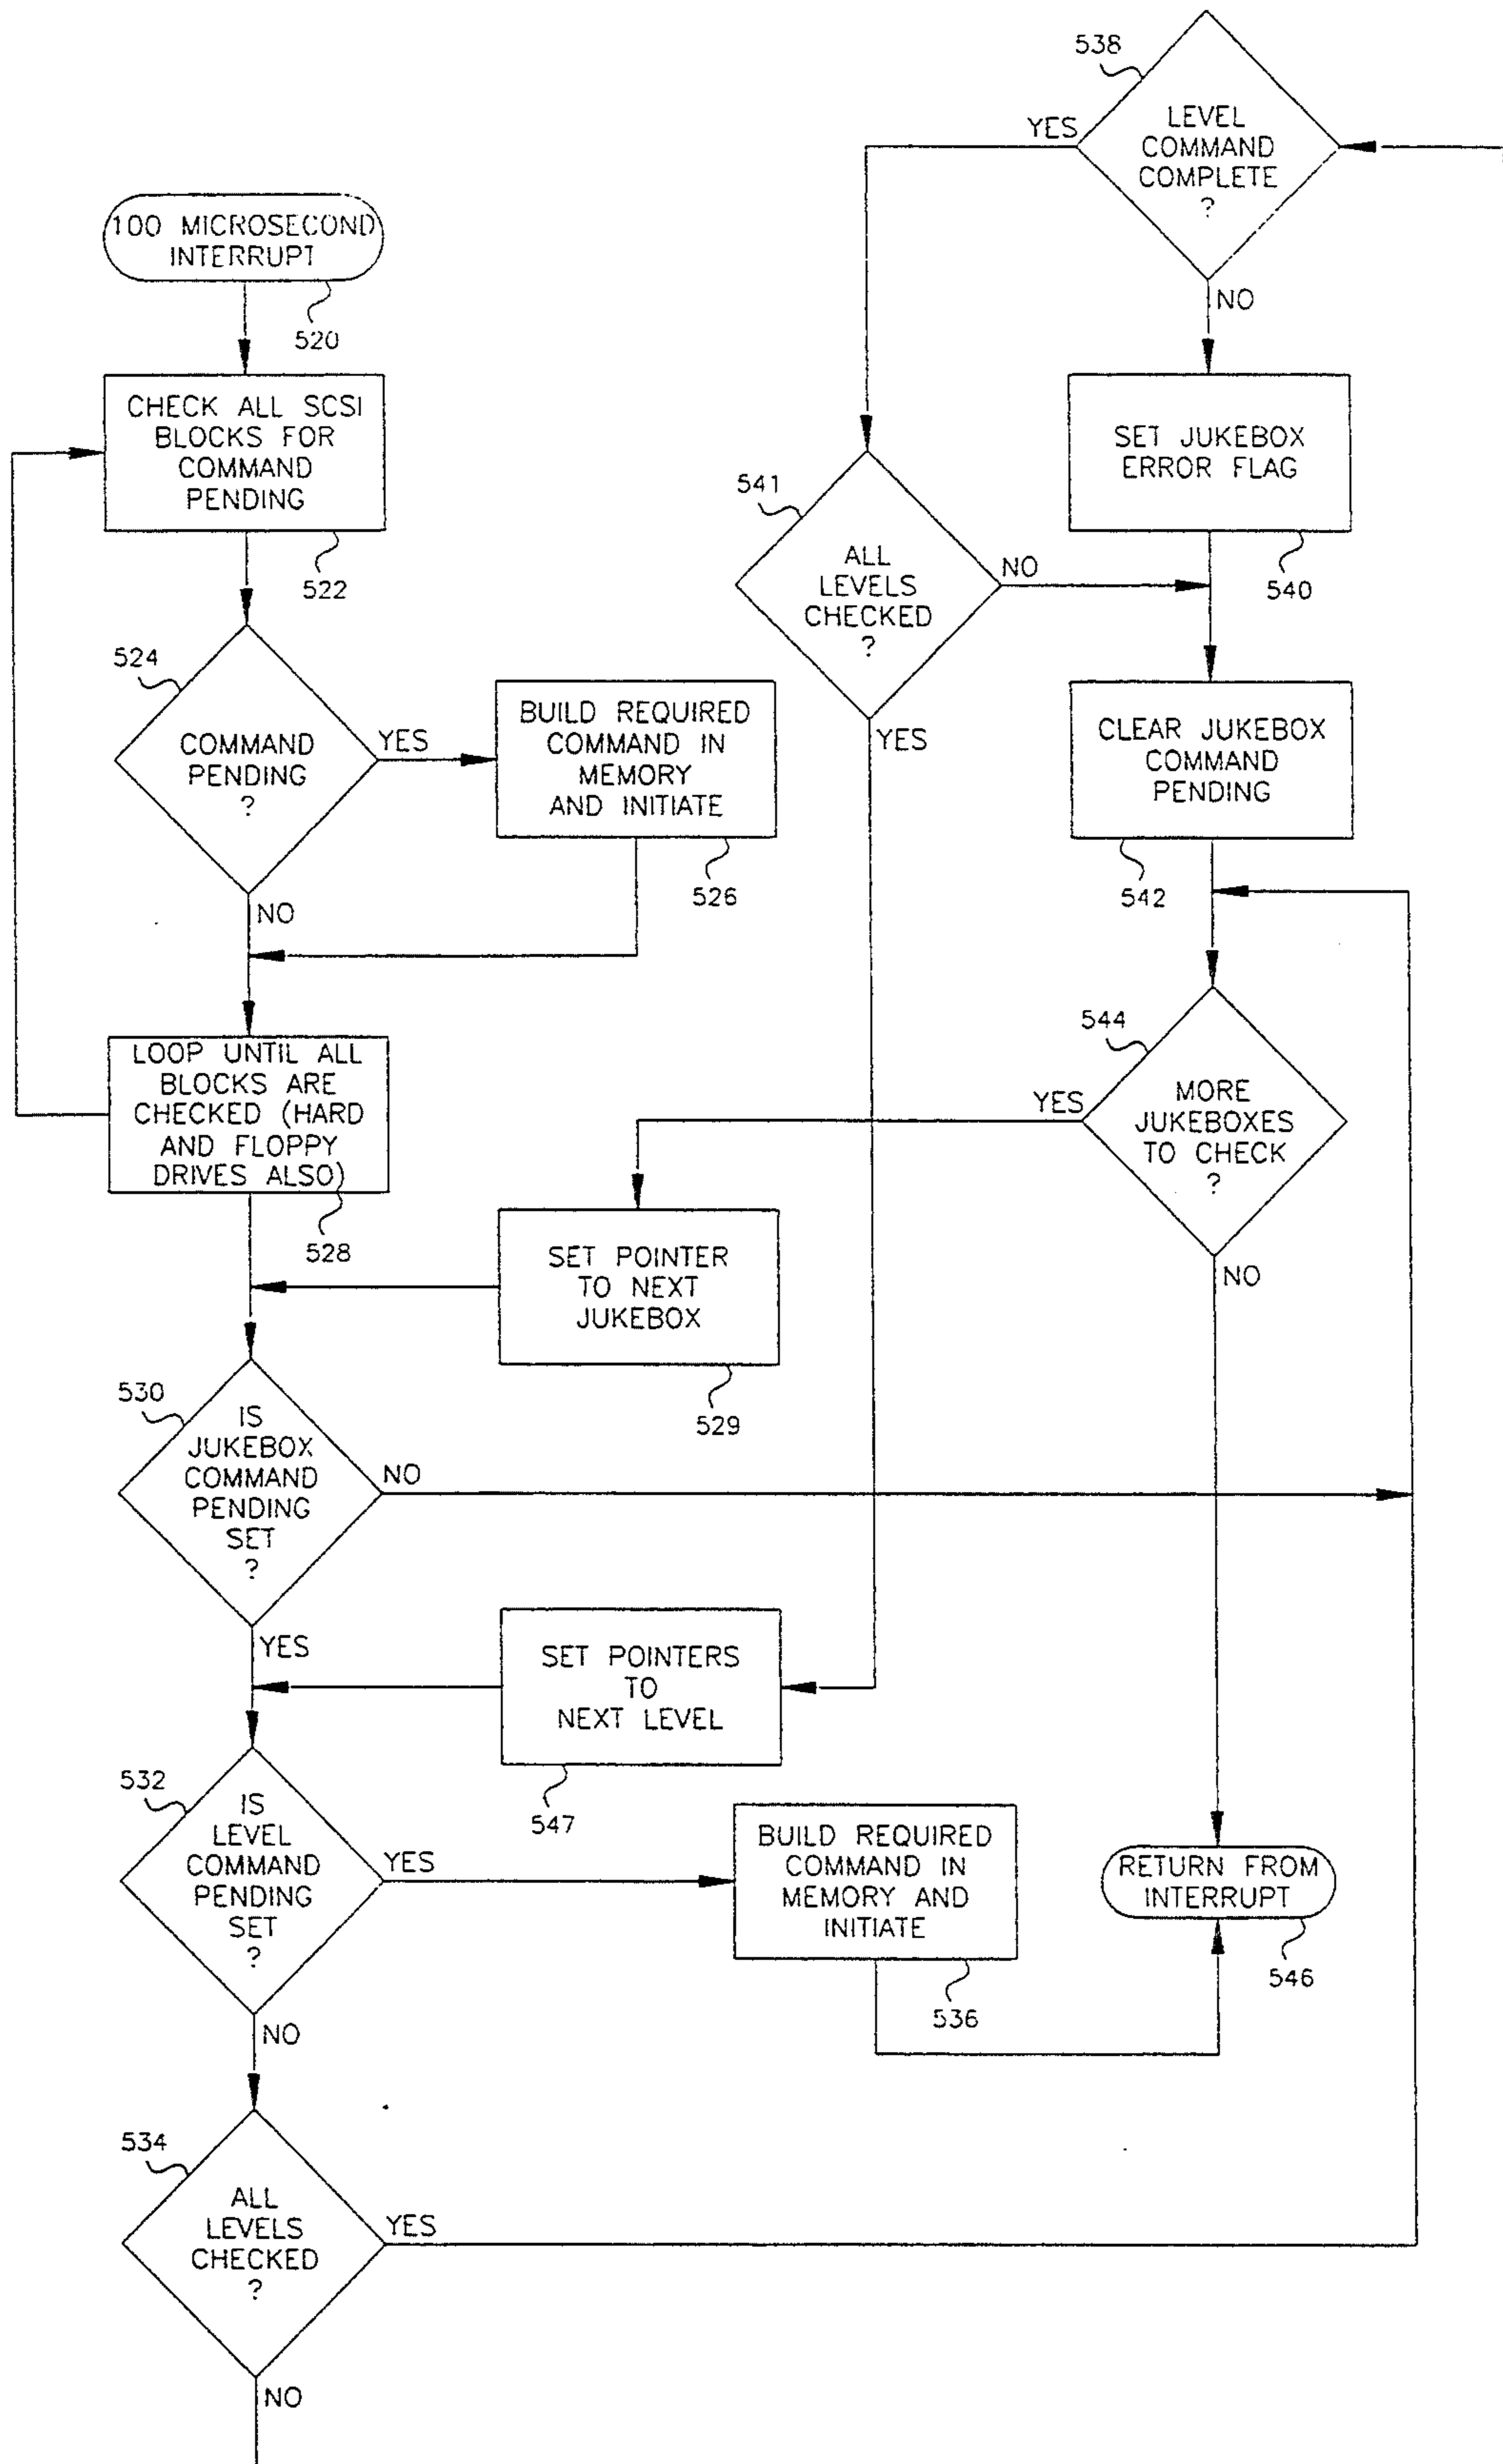 100 MICROSECOND
INTERRUPT
520
CHECK ALL SCSI
BLOCKS FOR
COMMAND
PENDING
522
524
COMMAND
PENDING
?
YES
NO
BUILD REQUIRED
COMMAND IN
MEMORY
AND INITIATE
526
LOOP UNTIL ALL
BLOCKS ARE
CHECKED (HARD
AND FLOPPY
DRIVES ALSO)
528
SET POINTER
TO NEXT
JUKEBOX
529
530
IS
JUKEBOX
COMMAND
PENDING
SET
?
NO
YES
SET POINTERS
TO
NEXT LEVEL
547
532
IS
LEVEL
COMMAND
PENDING
SET
?
YES
NO
BUILD REQUIRED
COMMAND IN
MEMORY AND
INITIATE
536
534
ALL
LEVELS
CHECKED
?
YES
NO
538
LEVEL
COMMAND
COMPLETE
?
YES
NO
SET JUKEBOX
ERROR FLAG
540
541
ALL
LEVELS
CHECKED
?
NO
YES
CLEAR JUKEBOX
COMMAND
PENDING
542
544
MORE
JUKEBOXES
TO CHECK
?
YES
NO
RETURN FROM
INTERRUPT
546